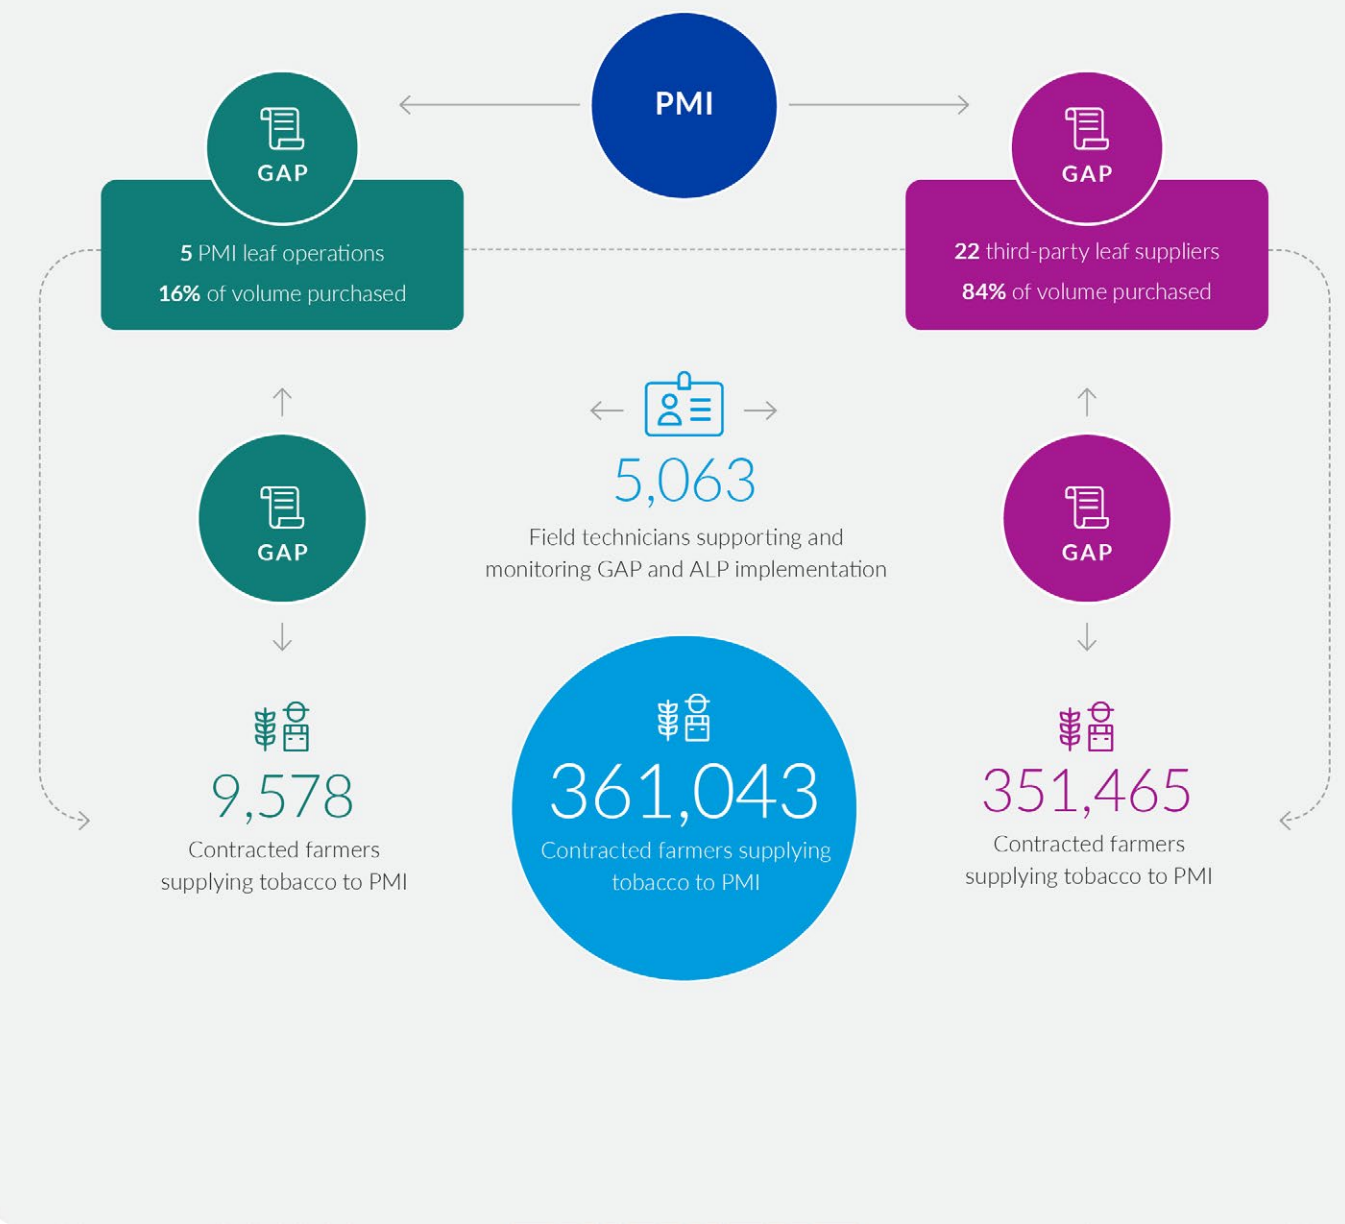 PMI
GAP
5 PMI leaf operations
16% of volume purchased
GAP
22 third-party leaf suppliers
84% of volume purchased
5,063
Field technicians supporting and
monitoring GAP and ALP implementation
GAP
GAP
9,578
Contracted farmers
supplying tobacco to PMI
361,043
Contracted farmers supplying
tobacco to PMI
351,465
Contracted farmers
supplying tobacco to PMI